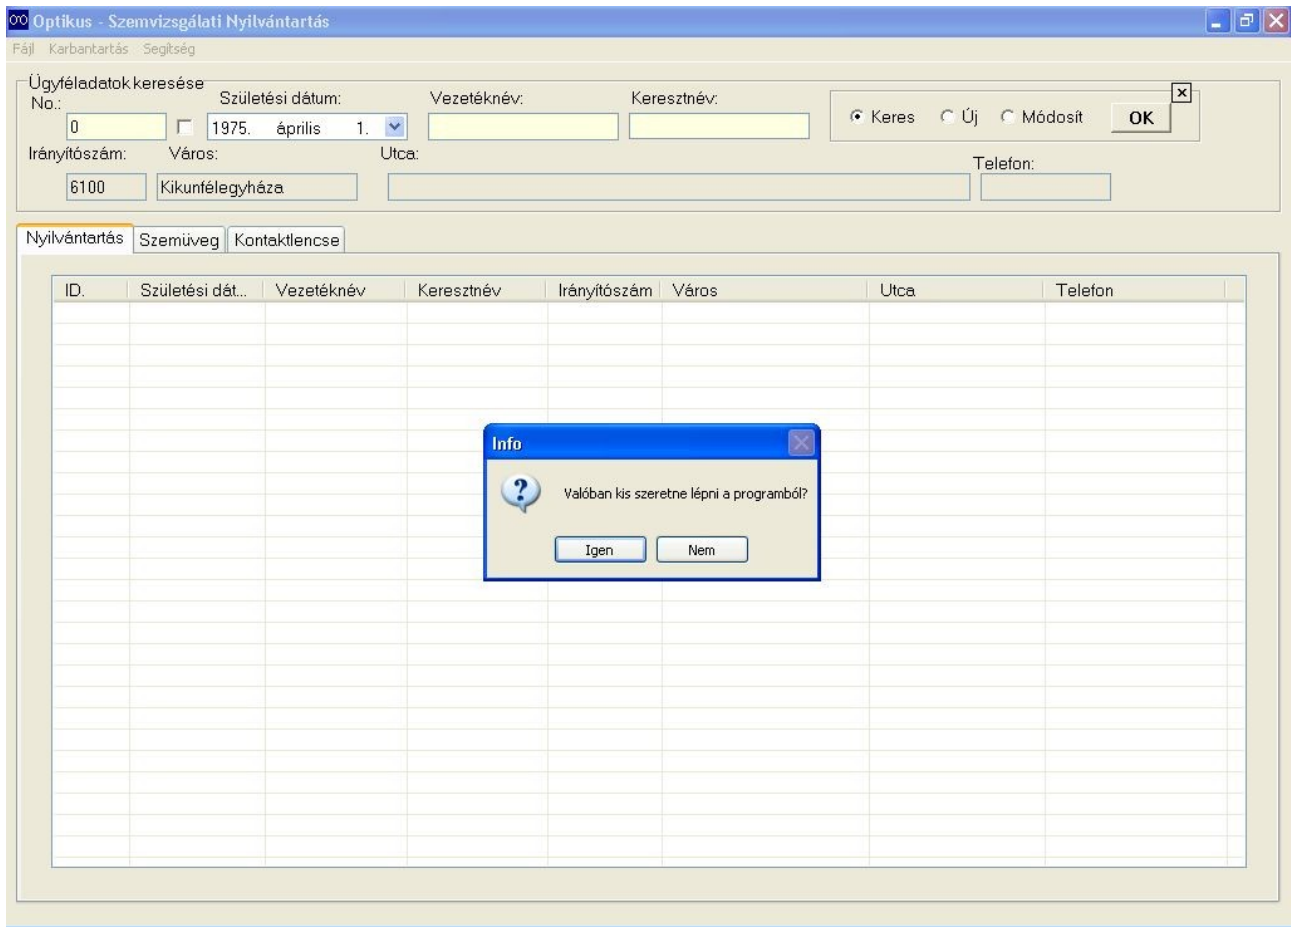 Optikus - Szemvizsgálati Nyilvántartás
Fájl Karbantartás Segítség
Ügyféladatok keresése
No.: Születési dátum: Vezetéknév: Keresztnév:
0 1975. április 1. Keres Új Módosít OK
Irányítószám: Város: Utca: Telefon:
6100 Kikunfélegyháza
Nyilvántartás Szemüveg Kontaktlencse
ID. Születési dát... Vezetéknév Keresztnév Irányítószám Város Utca Telefon
Info
Valóban kis szeretne lépni a programból?
Igen Nem